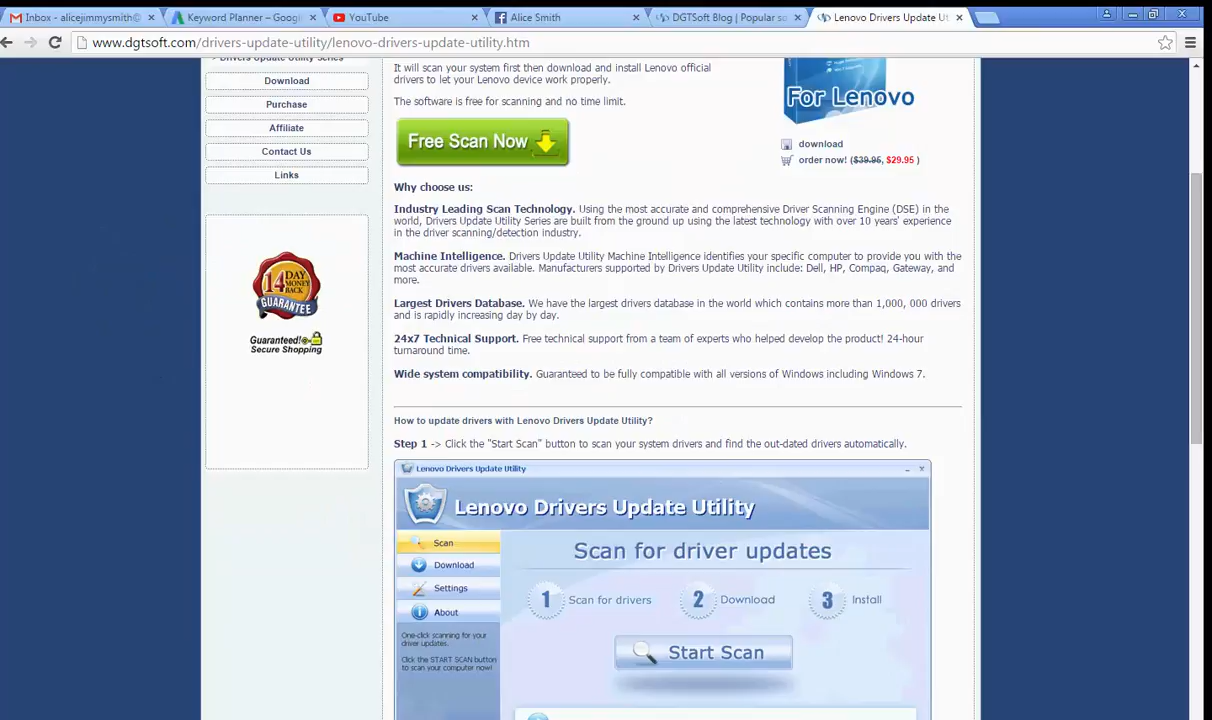 Inbox - alicejimmysmith@
Keyword Planner – Googl
YouTube
Alice Smith
DGTSoft Blog | Popular so
Lenovo Drivers Update Ut
www.dgtsoft.com/drivers-update-utility/lenovo-drivers-update-utility.htm
> Drivers Update Utility Series
Download
Purchase
Affiliate
Contact Us
Links
14 DAY
MONEY
BACK
GUARANTEE
Guaranteed!
Secure Shopping
It will scan your system first then download and install Lenovo official
drivers to let your Lenovo device work properly.
The software is free for scanning and no time limit.
Free Scan Now
For Lenovo
download
order now! ($39.95, $29.95 )
Why choose us:
Industry Leading Scan Technology. Using the most accurate and comprehensive Driver Scanning Engine (DSE) in the
world, Drivers Update Utility Series are built from the ground up using the latest technology with over 10 years' experience
in the driver scanning/detection industry.
Machine Intelligence. Drivers Update Utility Machine Intelligence identifies your specific computer to provide you with the
most accurate drivers available. Manufacturers supported by Drivers Update Utility include: Dell, HP, Compaq, Gateway, and
more.
Largest Drivers Database. We have the largest drivers database in the world which contains more than 1,000, 000 drivers
and is rapidly increasing day by day.
24x7 Technical Support. Free technical support from a team of experts who helped develop the product! 24-hour
turnaround time.
Wide system compatibility. Guaranteed to be fully compatible with all versions of Windows including Windows 7.
How to update drivers with Lenovo Drivers Update Utility?
Step 1 -> Click the "Start Scan" button to scan your system drivers and find the out-dated drivers automatically.
Lenovo Drivers Update Utility
Lenovo Drivers Update Utility
Scan
Download
Settings
About
One-click scanning for your
driver updates.
Click the START SCAN button
to scan your computer now!
Scan for driver updates
1 Scan for drivers
2 Download
3 Install
Start Scan